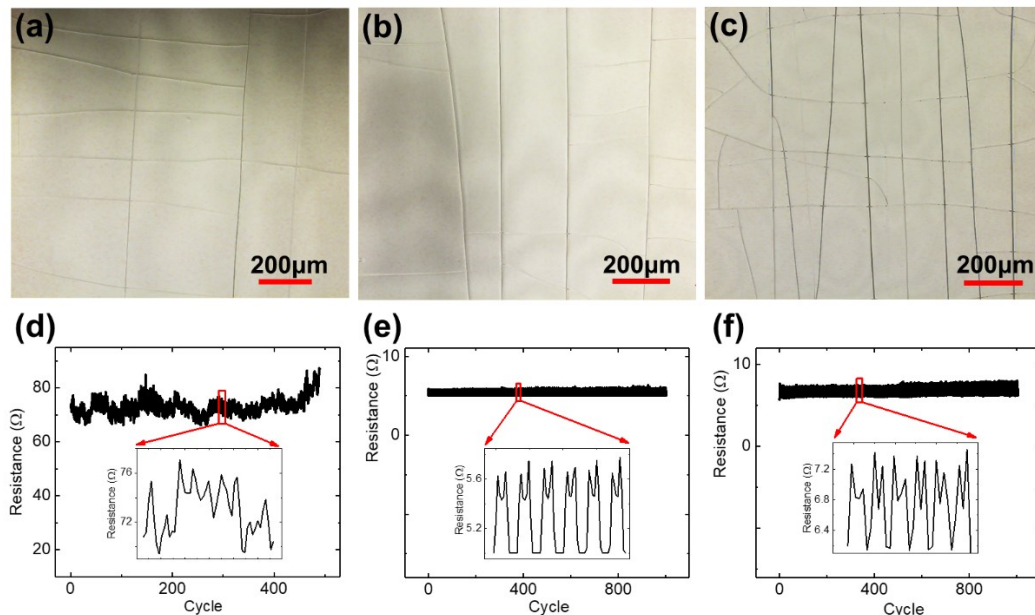 (a)
200μm
(b)
200μm
(c)
200μm
(d)
Resistance (Ω)
80
60
40
20
0
200
400
Cycle
Resistance (Ω)
76
72
(e)
Resistance (Ω)
10
0
0
400
800
Cycle
Resistance (Ω)
5.6
5.0
(f)
Resistance (Ω)
10
0
0
400
800
Cycle
Resistance (Ω)
7.2
6.8
6.4